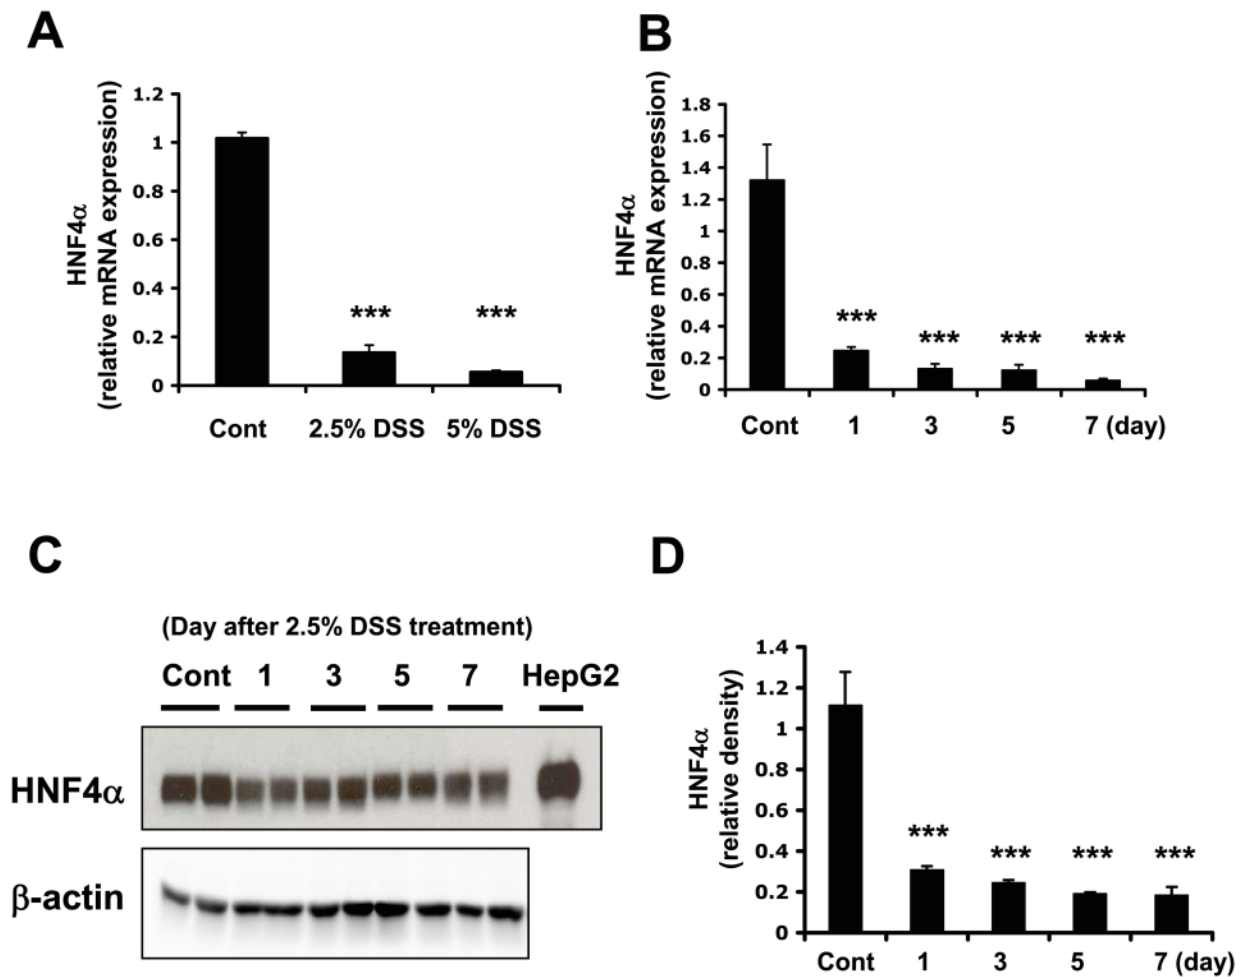 A
HNF4α
(relative mRNA expression)
1.2
1
0.8
0.6
0.4
0.2
0
***
***
Cont 2.5% DSS 5% DSS
B
HNF4α
(relative mRNA expression)
1.8
1.6
1.4
1.2
1
0.8
0.6
0.4
0.2
0
***
***
***
***
Cont 1 3 5 7 (day)
C
(Day after 2.5% DSS treatment)
Cont 1 3 5 7 HepG2
HNF4α
β-actin
D
HNF4α
(relative density)
1.4
1.2
1
0.8
0.6
0.4
0.2
0
***
***
***
***
Cont 1 3 5 7 (day)